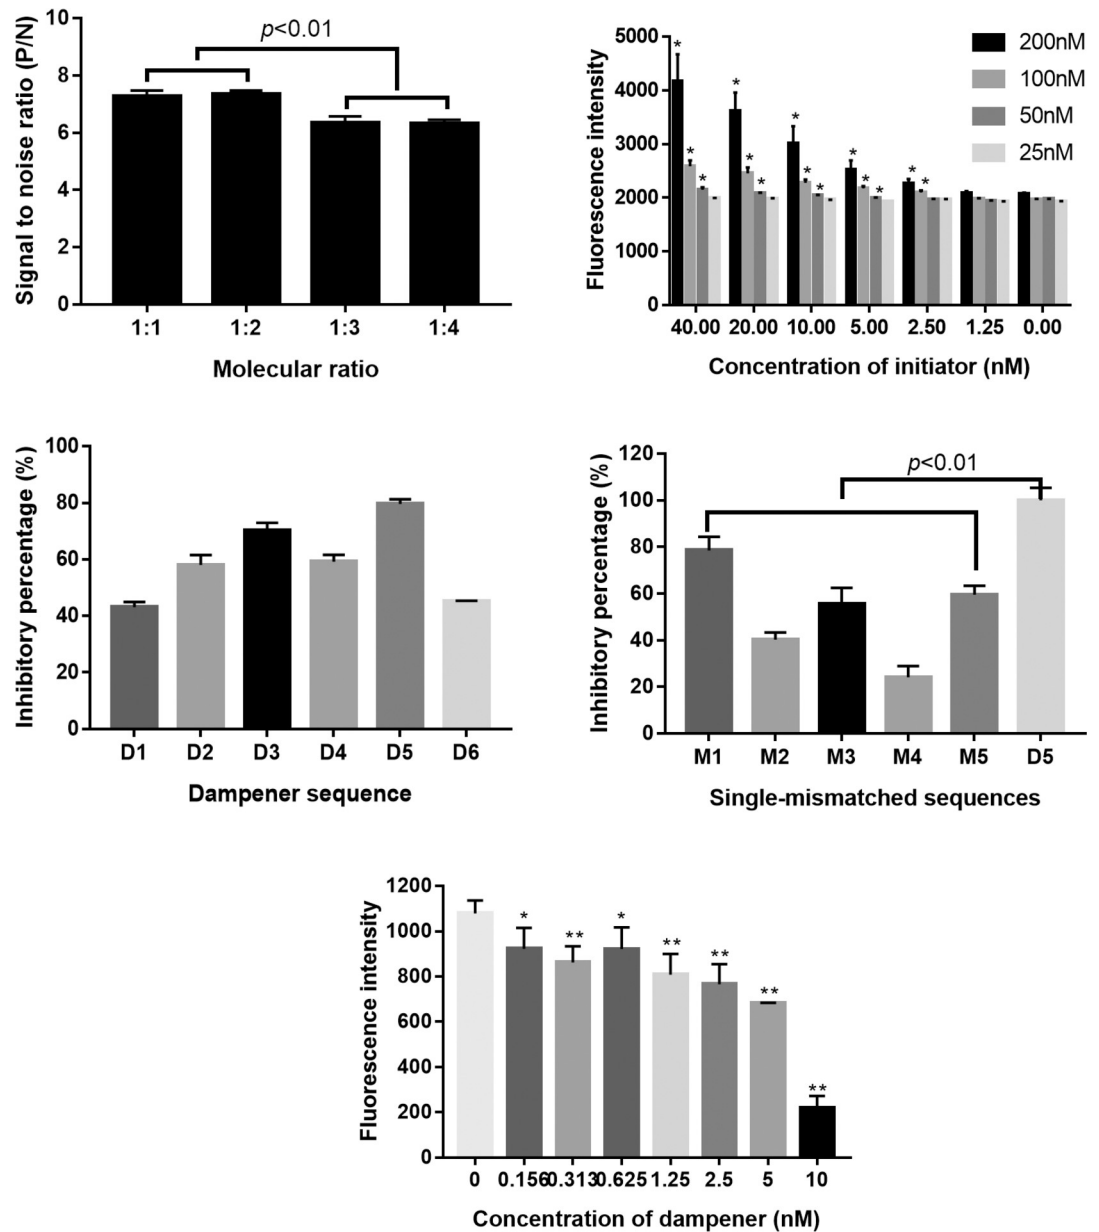 Signal to noise ratio (P/N)
10
8
6
4
2
0
p<0.01
1:1 1:2 1:3 1:4
Molecular ratio
Fluorescence intensity
5000
4000
3000
2000
1000
0
200nM
100nM
50nM
25nM
* * *
* * *
* * *
* * *
* *
40.00 20.00 10.00 5.00 2.50 1.25 0.00
Concentration of initiator (nM)
Inhibitory percentage (%)
100
80
60
40
20
0
D1 D2 D3 D4 D5 D6
Dampener sequence
Inhibitory percentage (%)
120
100
80
60
40
20
0
p<0.01
M1 M2 M3 M4 M5 D5
Single-mismatched sequences
Fluorescence intensity
1200
1000
800
600
400
200
0
* ** * ** ** ** **
0 0.156 0.313 0.625 1.25 2.5 5 10
Concentration of dampener (nM)